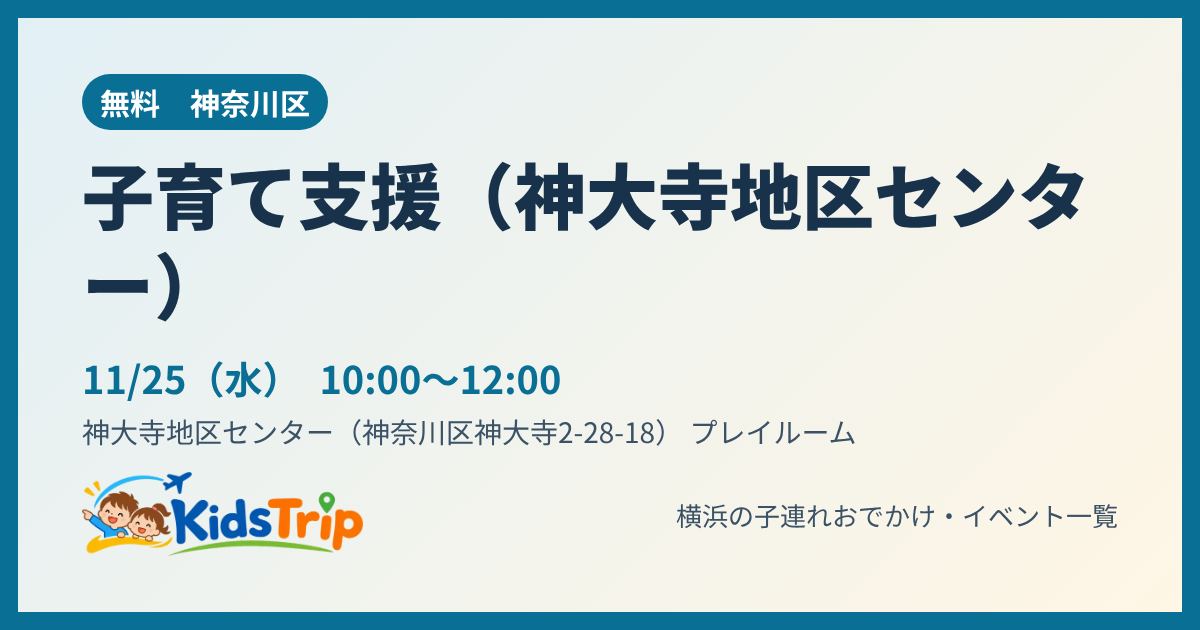 無料　神奈川区
子育て支援（神大寺地区センタ
ー）
11/25（水）　10:00〜12:00
神大寺地区センター（神奈川区神大寺2-28-18） プレイルーム
KidsTrip
横浜の子連れおでかけ・イベント一覧